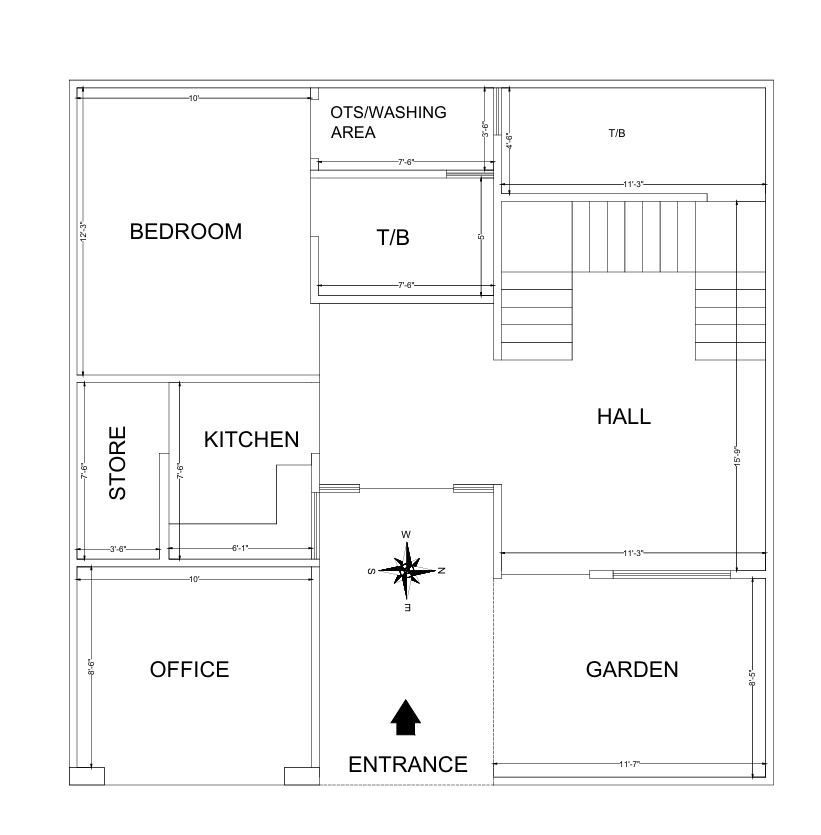 10'
OTS/WASHING
AREA
3'-6"
4'-6"
T/B
7'-6"
11'-3"
12'-3"
BEDROOM
T/B
5'
7'-6"
HALL
STORE
KITCHEN
7'-6"
7'-6"
15'-9"
3'-6"
6'-1"
11'-3"
W
S
N
E
10'
8'-6"
OFFICE
GARDEN
8'-5"
ENTRANCE
11'-7"